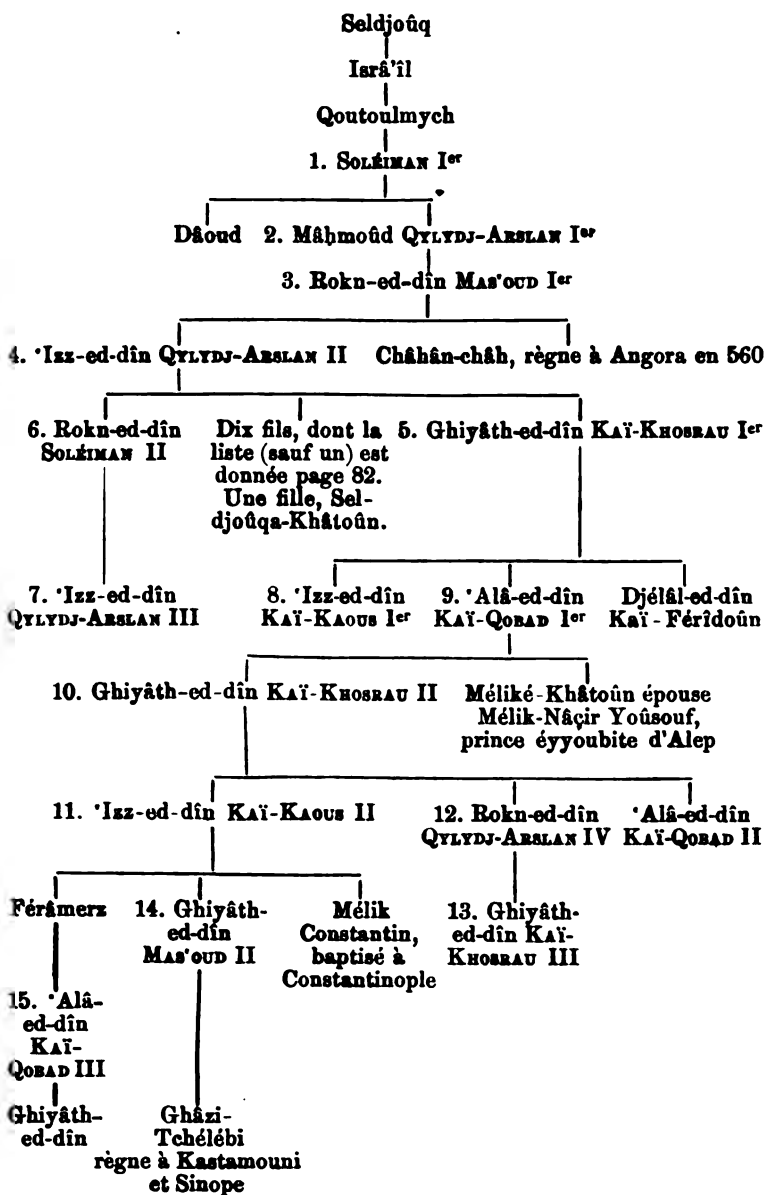 Seldjoûq
Isrâ'îl
Qoutoulmych
1. SOLÉIMAN Iᵉʳ
Dâoud 2. Mâḥmoûd QYLYDJ-ARSLAN Iᵉʳ
3. Rokn-ed-dîn MAS'OUD Iᵉʳ
4. 'Izz-ed-dîn QYLYDJ-ARSLAN II Châhân-châh, règne à Angora en 560
6. Rokn-ed-dîn
SOLÉIMAN II
Dix fils, dont la
liste (sauf un) est
donnée page 82.
Une fille, Sel-
djoûqa-Khâtoûn.
5. Ghiyâth-ed-dîn KAÏ-KHOSRAU Iᵉʳ
7. 'Izz-ed-dîn
QYLYDJ-ARSLAN III
8. 'Izz-ed-dîn
KAÏ-KAOUS Iᵉʳ
9. 'Alâ-ed-dîn
KAÏ-QOBAD Iᵉʳ
Djélâl-ed-dîn
Kaï-Férîdoûn
10. Ghiyâth-ed-dîn KAÏ-KHOSRAU II
Méliké-Khâtoûn épouse
Mélik-Nâçir Yoûsouf,
prince éyyoubite d'Alep
11. 'Izz-ed-dîn KAÏ-KAOUS II
12. Rokn-ed-dîn
QYLYDJ-ARSLAN IV
'Alâ-ed-dîn
KAÏ-QOBAD II
Férâmerz
14. Ghiyâth-
ed-dîn
MAS'OUD II
Mélik
Constantin,
baptisé à
Constantinople
13. Ghiyâth-
ed-dîn KAÏ-
KHOSRAU III
15. 'Alâ-
ed-dîn
KAÏ-
QOBAD III
Ghiyâth-
ed-dîn
Ghâzi-
Tchélébi
règne à Kastamouni
et Sinope